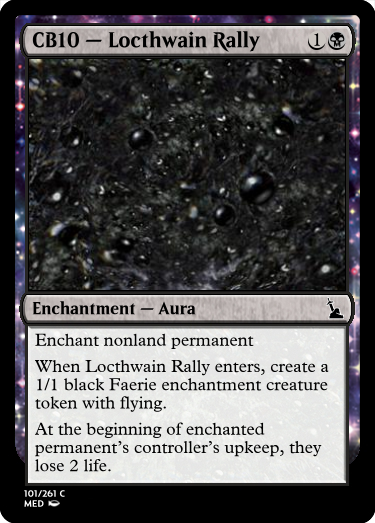 CB10 — Locthwain Rally 1
Enchantment — Aura
Enchant nonland permanent
When Locthwain Rally enters, create a
1/1 black Faerie enchantment creature
token with flying.
At the beginning of enchanted
permanent's controller's upkeep, they
lose 2 life.
101/261 C
MED